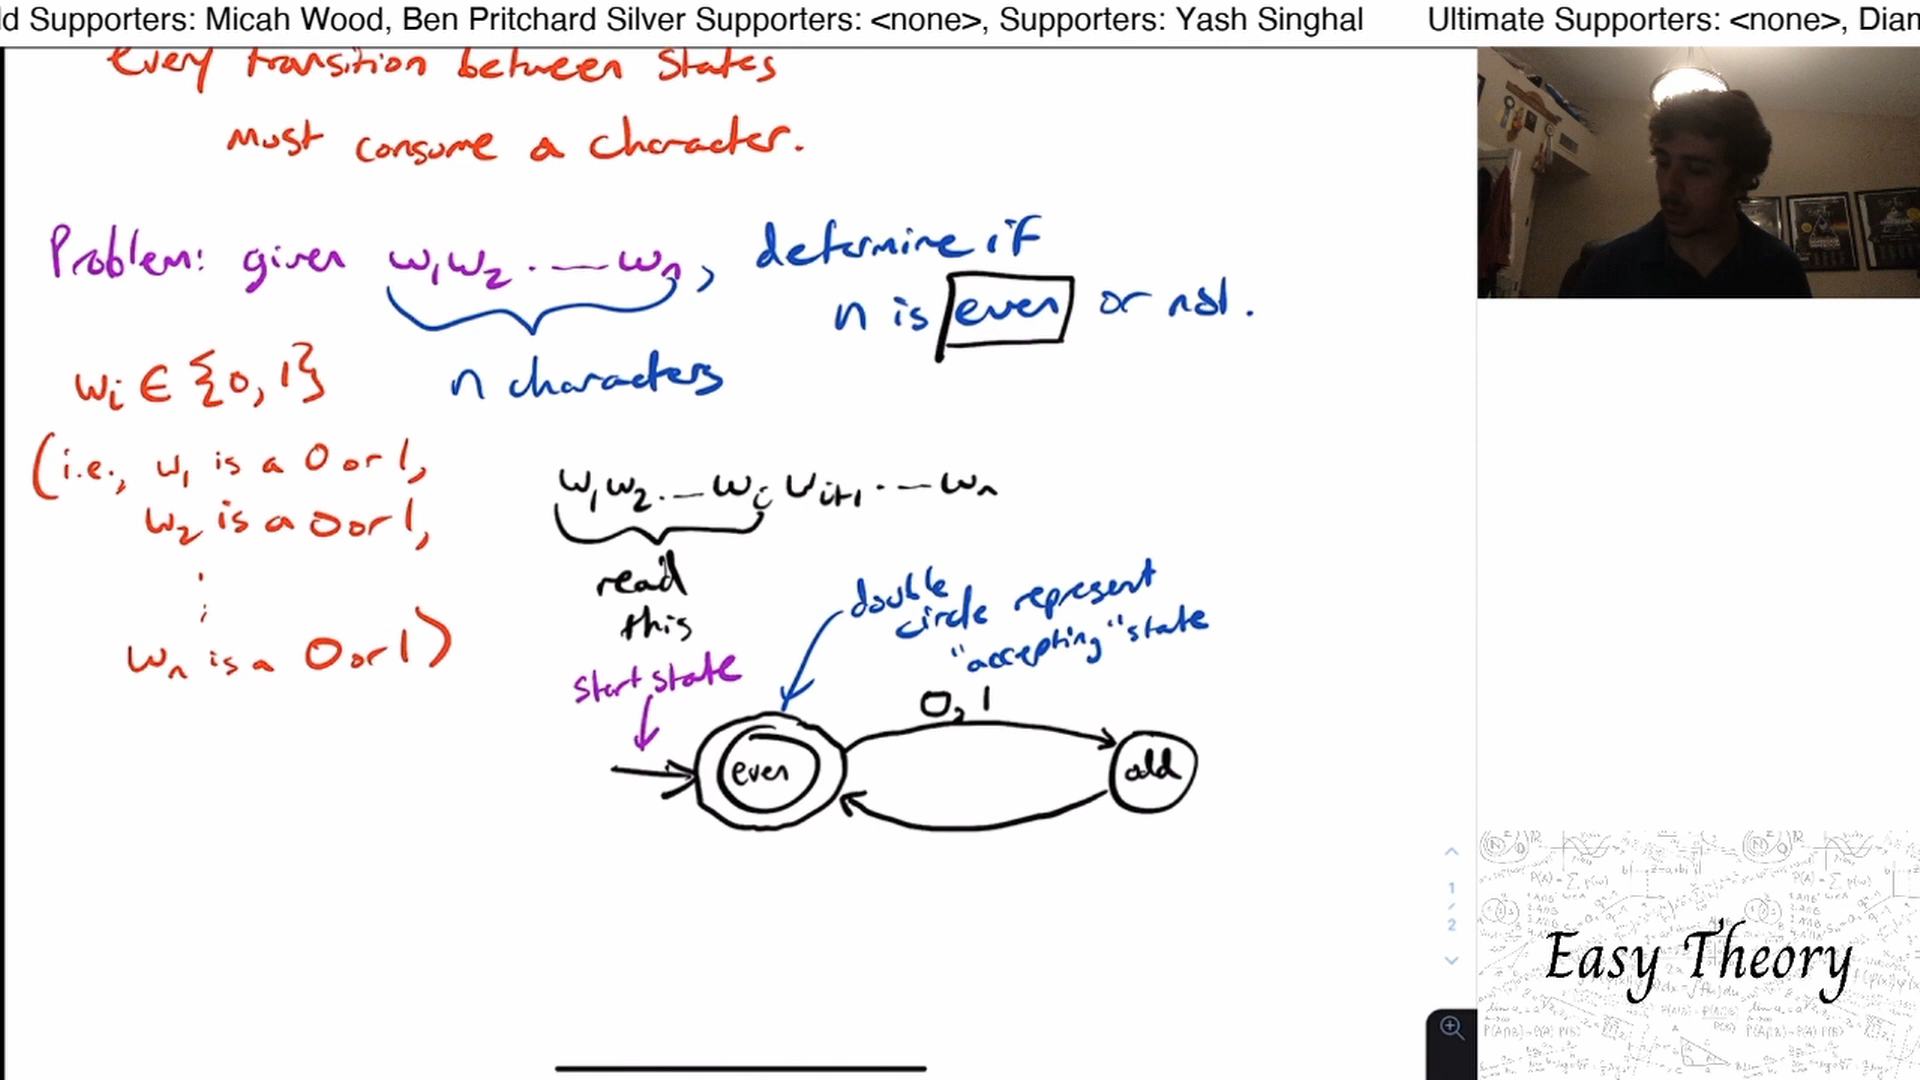 ld Supporters: Micah Wood, Ben Pritchard Silver Supporters: <none>, Supporters: Yash Singhal Ultimate Supporters: <none>, Dian
every transition between states
must consume a character.
Problem: given w₁w₂...wₙ, determine if
n is even or not.
n characters
wᵢ ∈ {0,1}
(i.e., w₁ is a 0 or 1,
w₂ is a 0 or 1,
⋮
wₙ is a 0 or 1)
w₁w₂...wᵢ wᵢ₊₁...wₙ
read
this
double
circle represent
"accepting" state
start state
0,1
even
odd
1
2
Easy Theory